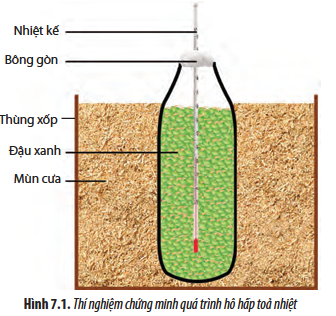 Nhiệt kế
Bông gòn
Thùng xốp
Đậu xanh
Mùn cưa
Hình 7.1. Thí nghiệm chứng minh quá trình hô hấp toả nhiệt